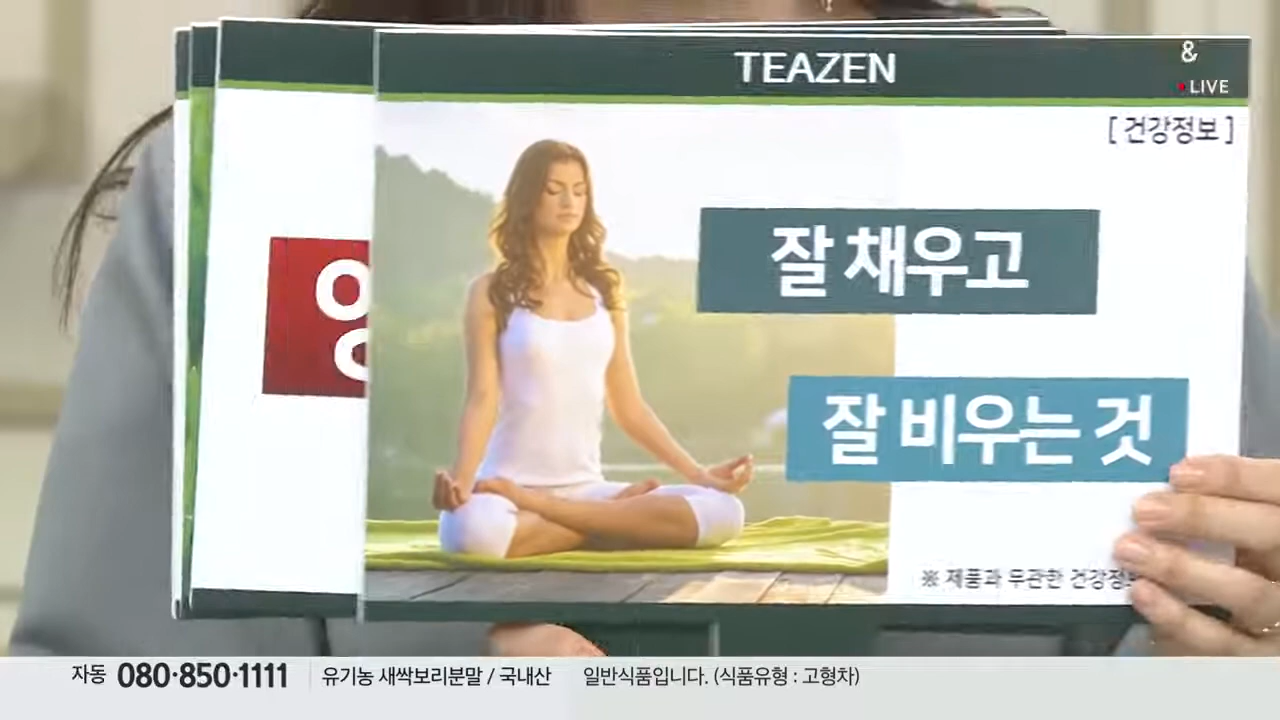 TEAZEN
&
LIVE
[ 건강정보 ]
잘 채우고
잘 비우는 것
※ 제품과 무관한 건강정보
자동 080·850·1111 유기농 새싹보리분말 / 국내산 일반식품입니다. (식품유형 : 고형차)